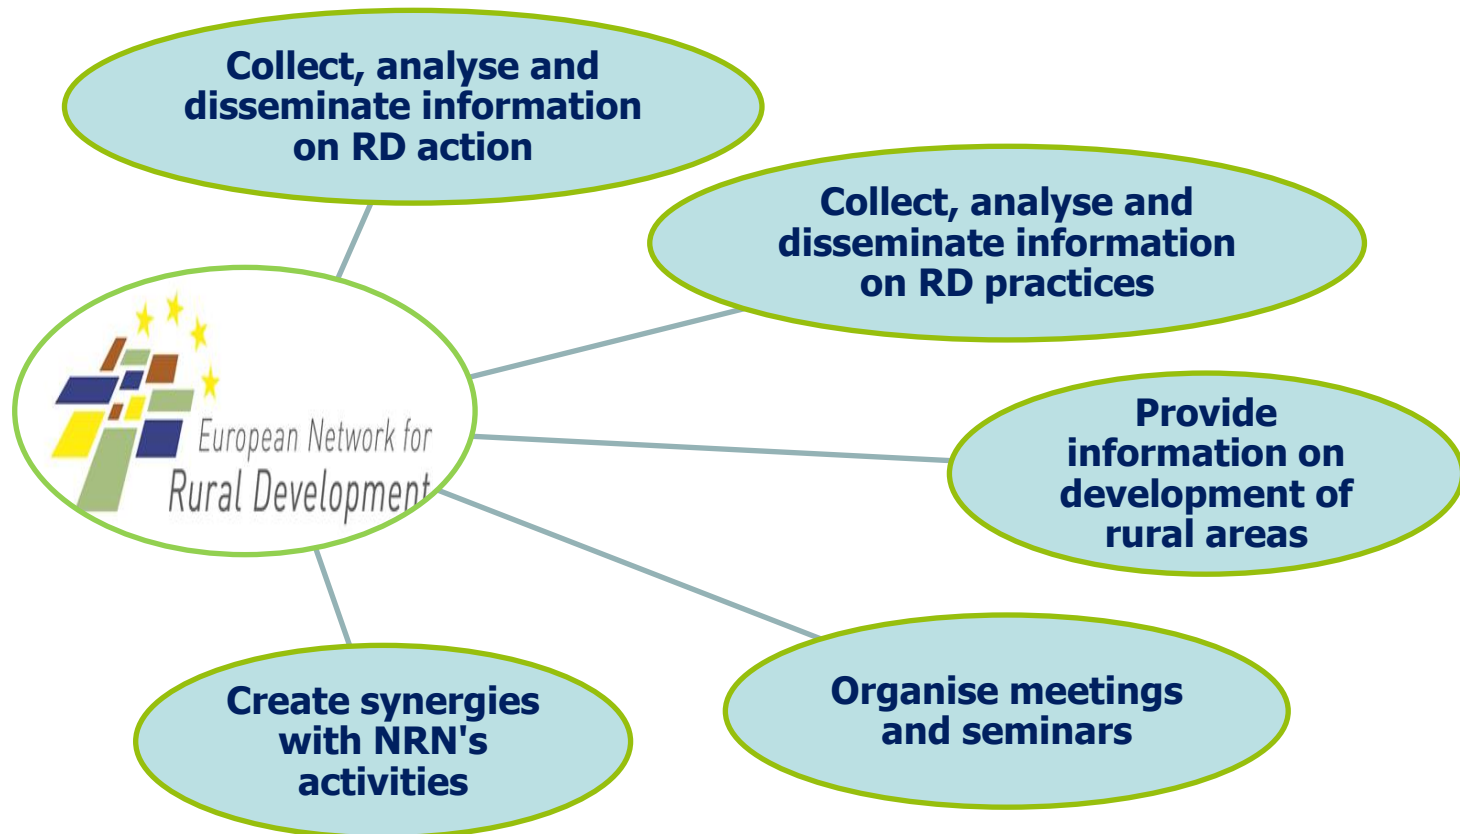 Collect, analyse and
disseminate information
on RD action
Collect, analyse and
disseminate information
on RD practices
European Network for
Rural Development
Provide
information on
development of
rural areas
Organise meetings
and seminars
Create synergies
with NRN's
activities